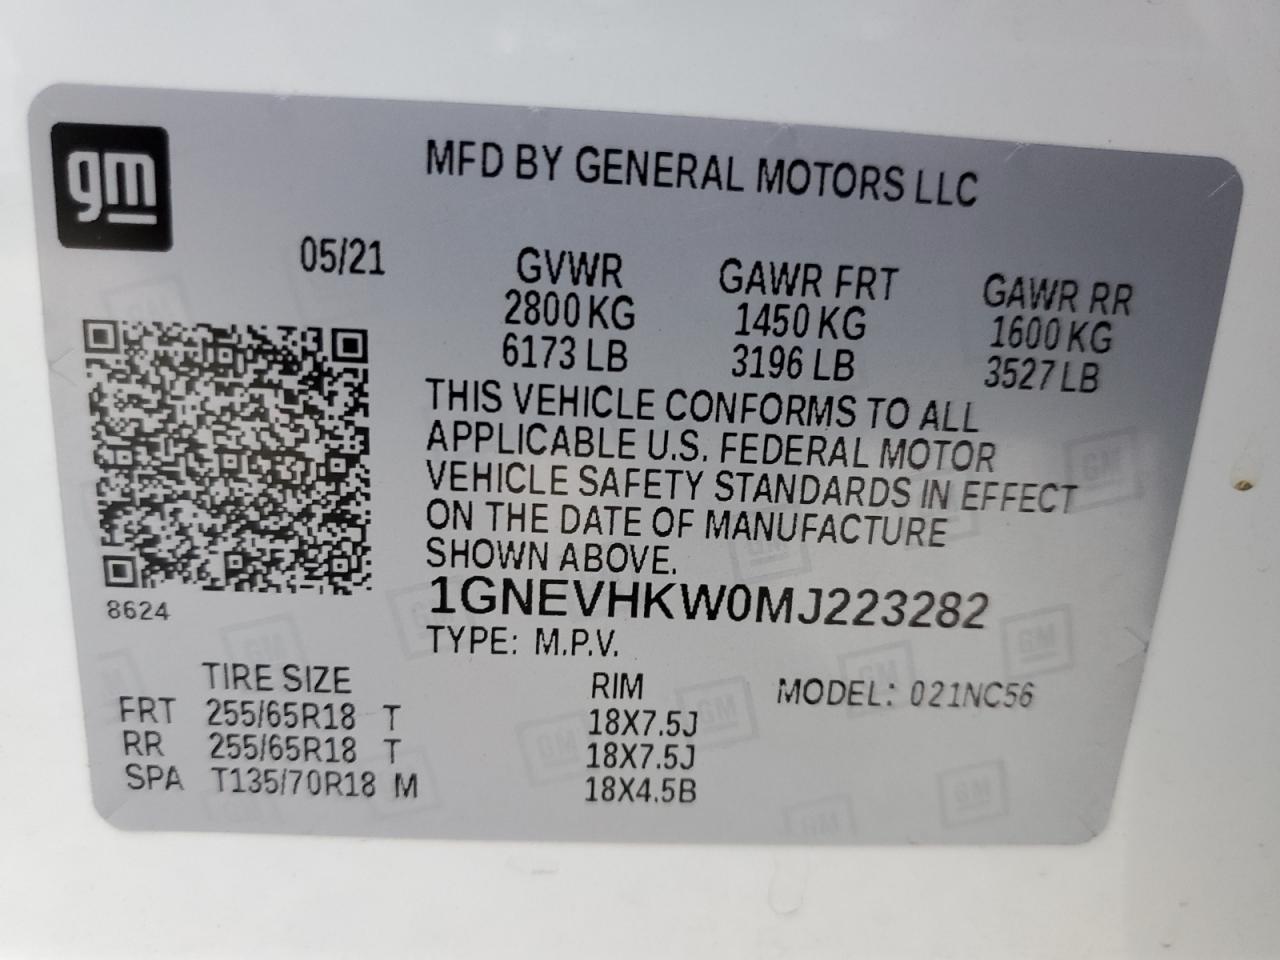 gm
MFD BY GENERAL MOTORS LLC
05/21
GVWR
2800 KG
6173 LB
GAWR FRT
1450 KG
3196 LB
GAWR RR
1600 KG
3527 LB
THIS VEHICLE CONFORMS TO ALL
APPLICABLE U.S. FEDERAL MOTOR
VEHICLE SAFETY STANDARDS IN EFFECT
ON THE DATE OF MANUFACTURE
SHOWN ABOVE.
8624
1GNEVHKW0MJ223282
TYPE: M.P.V.
TIRE SIZE RIM MODEL: 021NC56
FRT 255/65R18 T 18X7.5J
RR 255/65R18 T 18X7.5J
SPA T135/70R18 M 18X4.5B